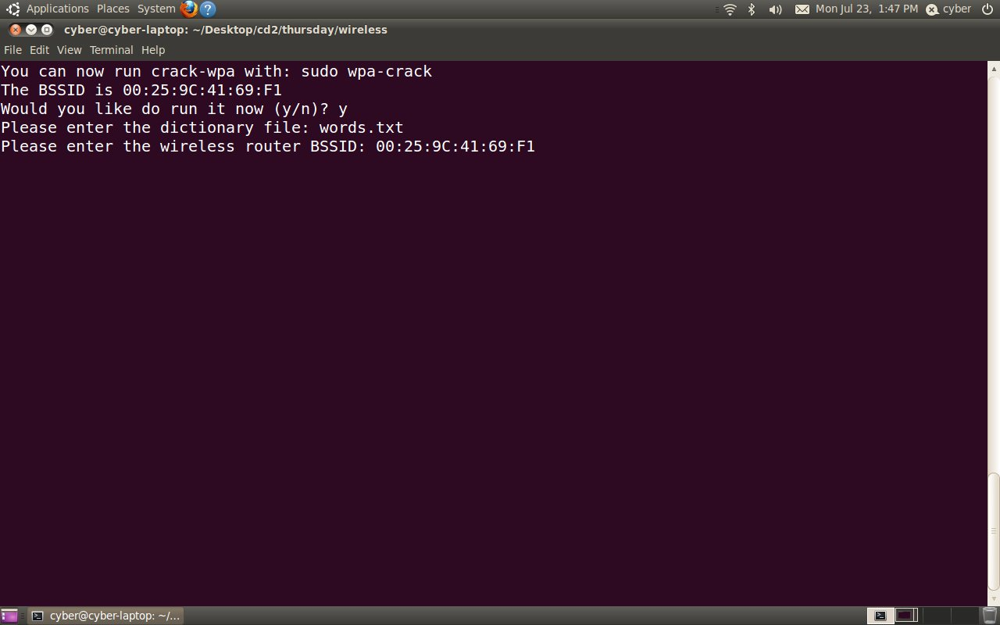 Applications Places System Mon Jul 23, 1:47 PM cyber
cyber@cyber-laptop: ~/Desktop/cd2/thursday/wireless
File Edit View Terminal Help
You can now run crack-wpa with: sudo wpa-crack
The BSSID is 00:25:9C:41:69:F1
Would you like do run it now (y/n)? y
Please enter the dictionary file: words.txt
Please enter the wireless router BSSID: 00:25:9C:41:69:F1
cyber@cyber-laptop: ~/...